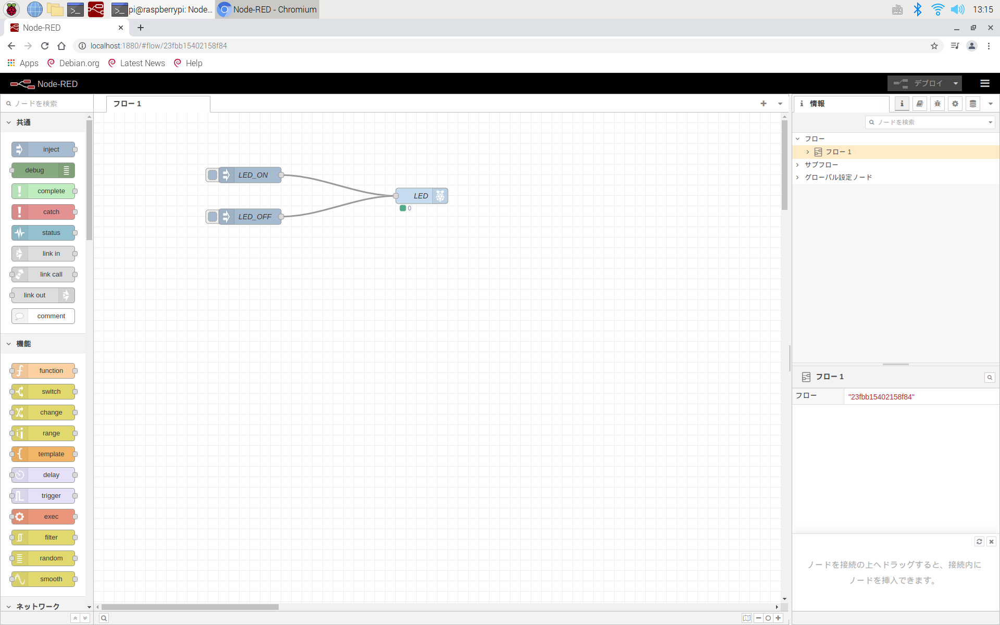 pi@raspberrypi: Node...
Node-RED - Chromium
13:15
Node-RED
localhost:1880/#flow/23fbb15402158f84
Apps
Debian.org
Latest News
Help
Node-RED
デプロイ
ノードを検索
フロー 1
情報
共通
ノードを検索
inject
debug
complete
catch
status
link in
link call
link out
comment
機能
function
switch
change
range
template
delay
trigger
exec
filter
random
smooth
ネットワーク
LED_ON
LED_OFF
LED
0
フロー
フロー 1
サブフロー
グローバル設定ノード
フロー 1
フロー
"23fbb15402158f84"
ノードを接続の上へドラッグすると、接続内に
ノードを挿入できます。